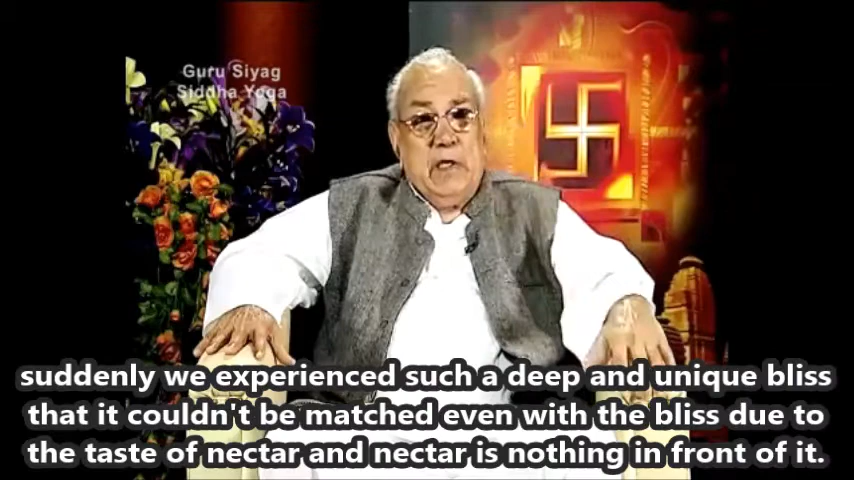 Guru Siyag
Siddha Yoga
suddenly we experienced such a deep and unique bliss
that it couldn't be matched even with the bliss due to
the taste of nectar and nectar is nothing in front of it.